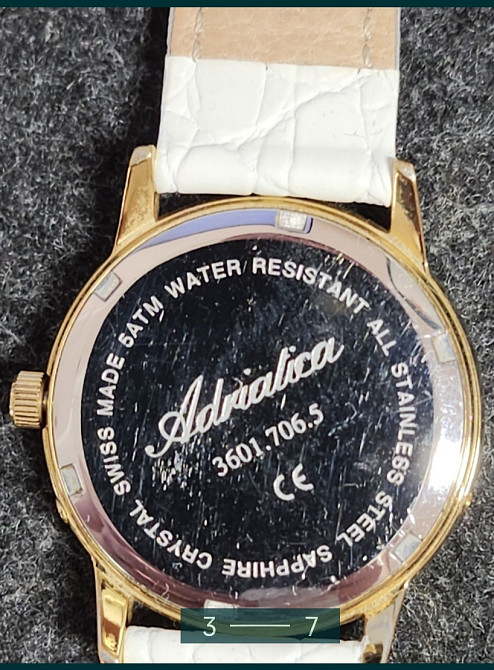 SWISS MADE 5ATM WATER RESISTANT ALL STAINLESS STEEL SAPPHIRE CRYSTAL
Adriatica
3601.706.5
CE
3 — 7